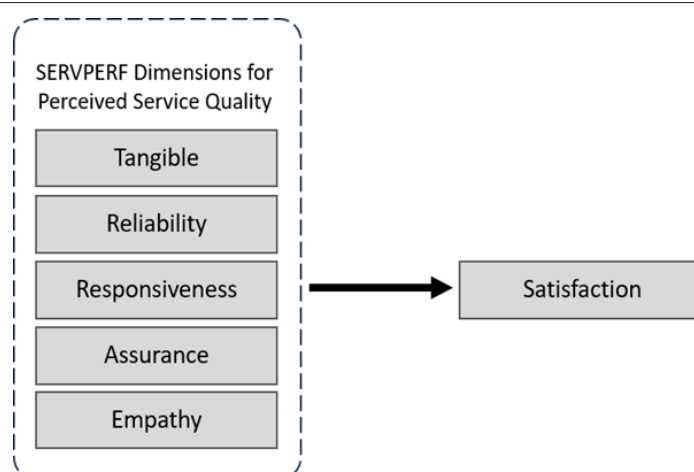 SERVPERF Dimensions for
Perceived Service Quality
Tangible
Reliability
Responsiveness
Assurance
Empathy
Satisfaction